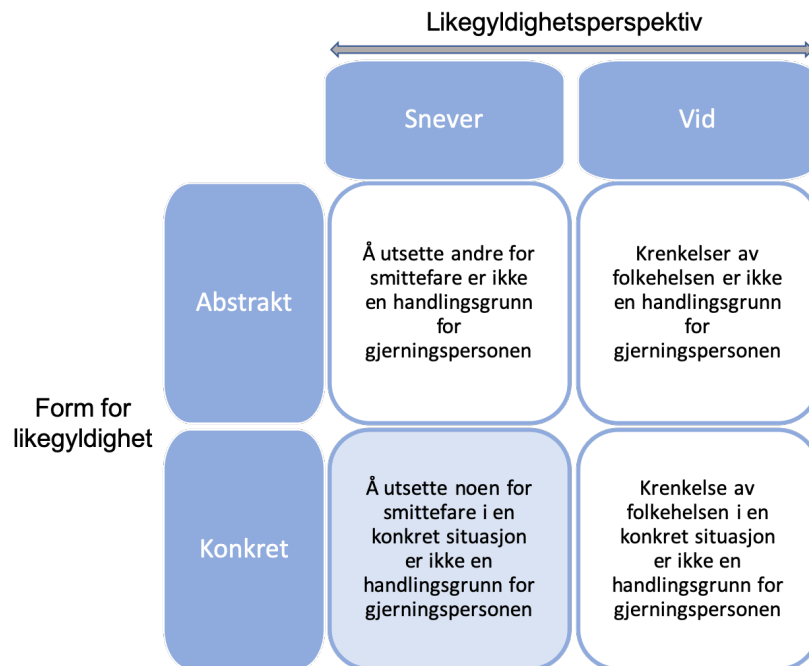 Likegyldighetsperspektiv
Snever
Vid
Abstrakt
Å utsette andre for
smittefare er ikke
en handlingsgrunn
for
gjerningspersonen
Krenkelser av
folkehelsen er ikke
en handlingsgrunn
for
gjerningspersonen
Form for
likegyldighet
Konkret
Å utsette noen for
smittefare i en
konkret situasjon
er ikke en
handlingsgrunn for
gjerningspersonen
Krenkelse av
folkehelsen i en
konkret situasjon
er ikke en
handlingsgrunn for
gjerningspersonen